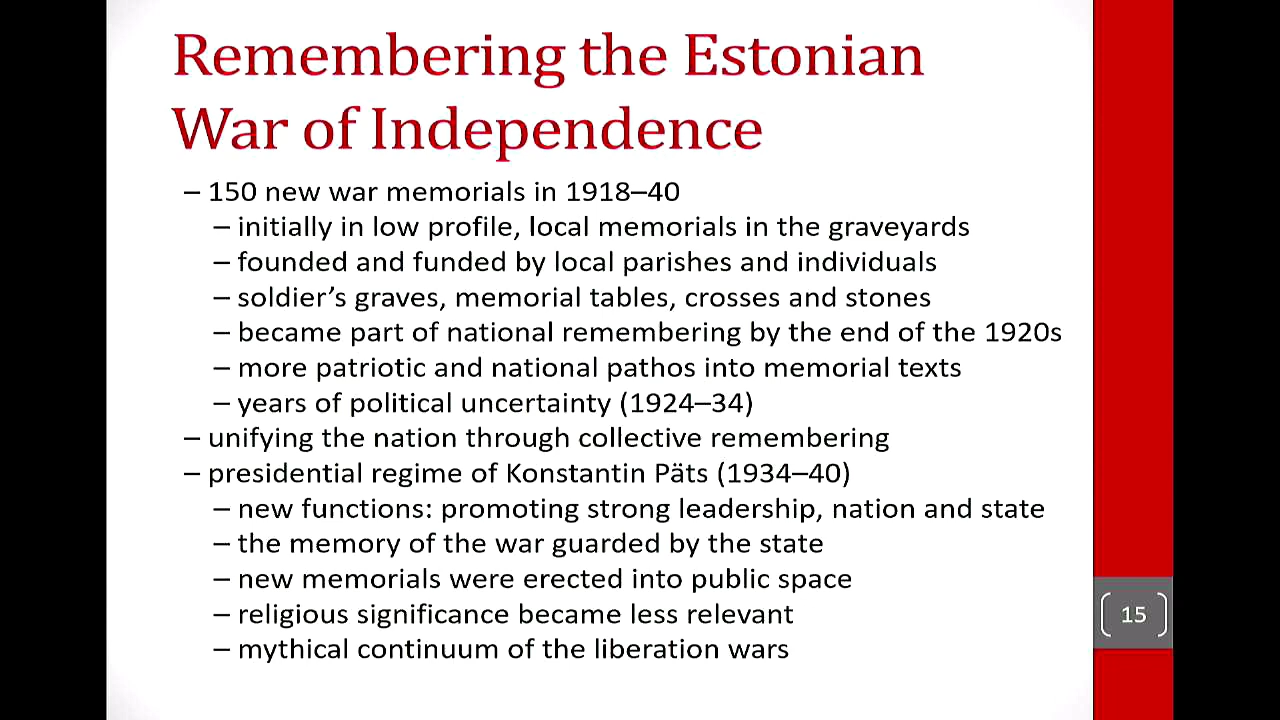 Remembering the Estonian
War of Independence
– 150 new war memorials in 1918–40
– initially in low profile, local memorials in the graveyards
– founded and funded by local parishes and individuals
– soldier’s graves, memorial tables, crosses and stones
– became part of national remembering by the end of the 1920s
– more patriotic and national pathos into memorial texts
– years of political uncertainty (1924–34)
– unifying the nation through collective remembering
– presidential regime of Konstantin Päts (1934–40)
– new functions: promoting strong leadership, nation and state
– the memory of the war guarded by the state
– new memorials were erected into public space
– religious significance became less relevant
– mythical continuum of the liberation wars
15